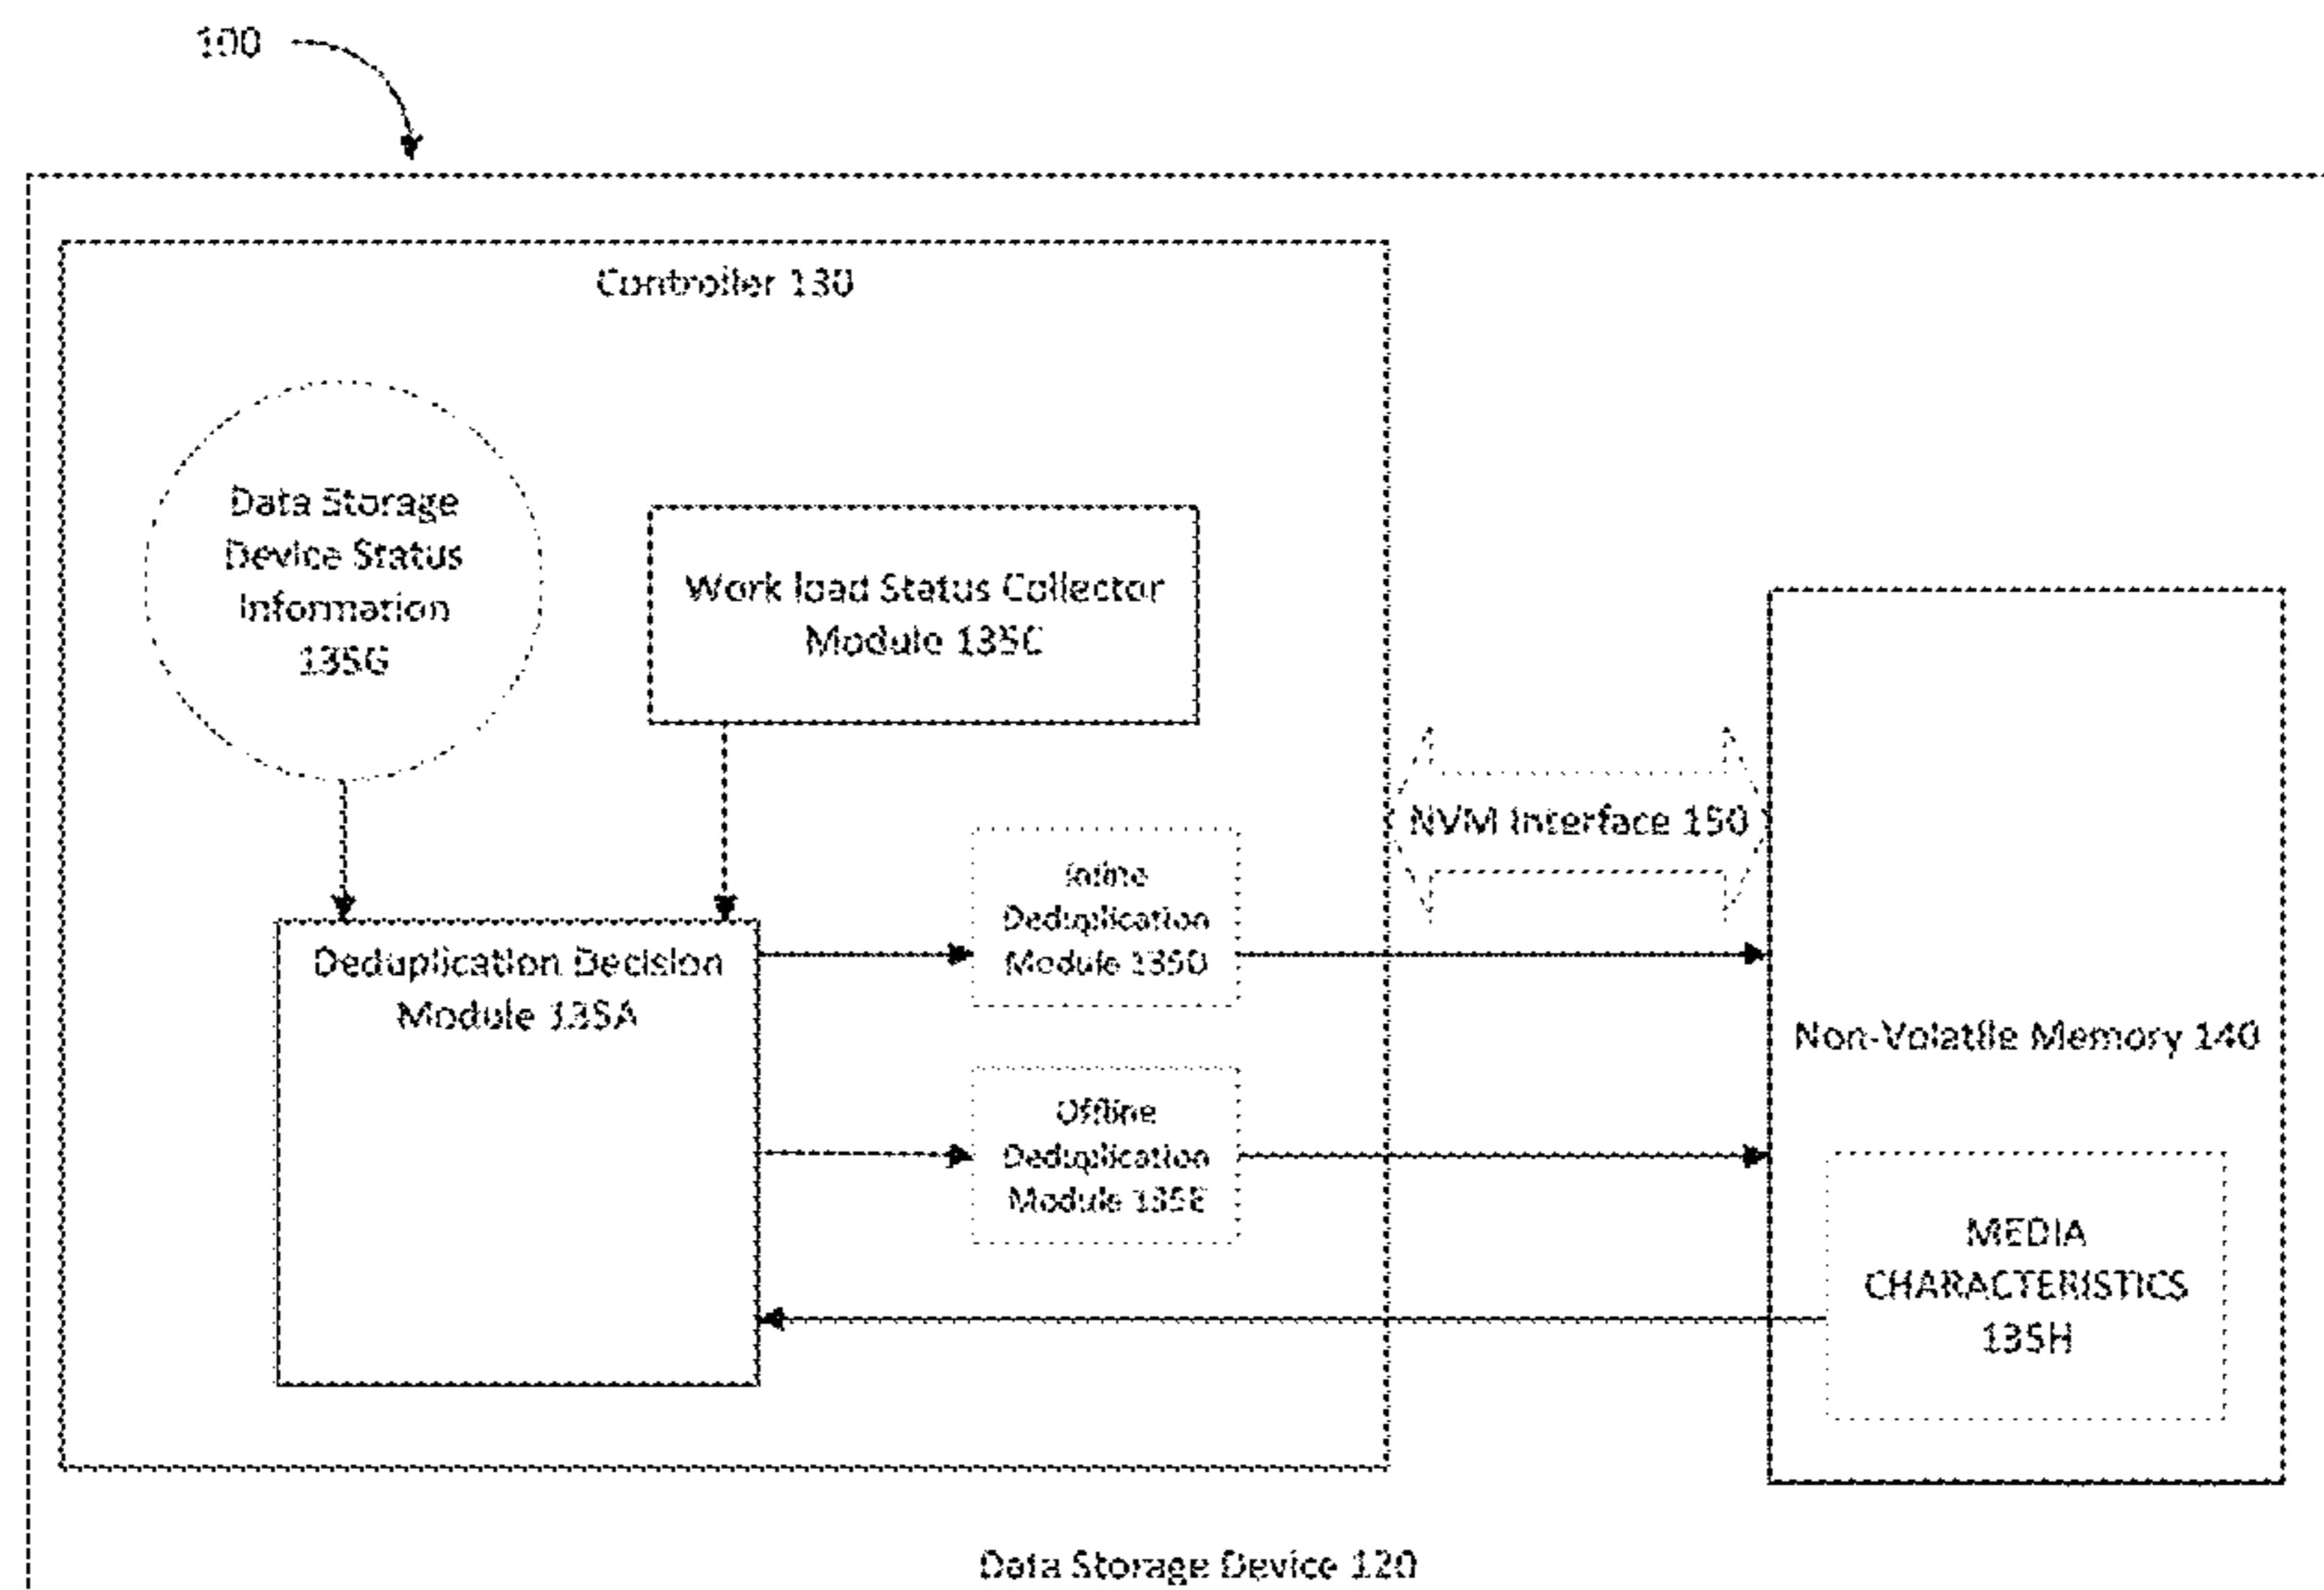 100
Controller 130
Data Storage
Device Status
Information
135G
Work load Status Collector
Module 135C
NVM Interface 150
Inline
Deduplication
Module 135D
Deduplication Decision
Module 135A
Non-Volatile Memory 140
Offline
Deduplication
Module 135E
MEDIA
CHARACTERISTICS
135H
Data Storage Device 120